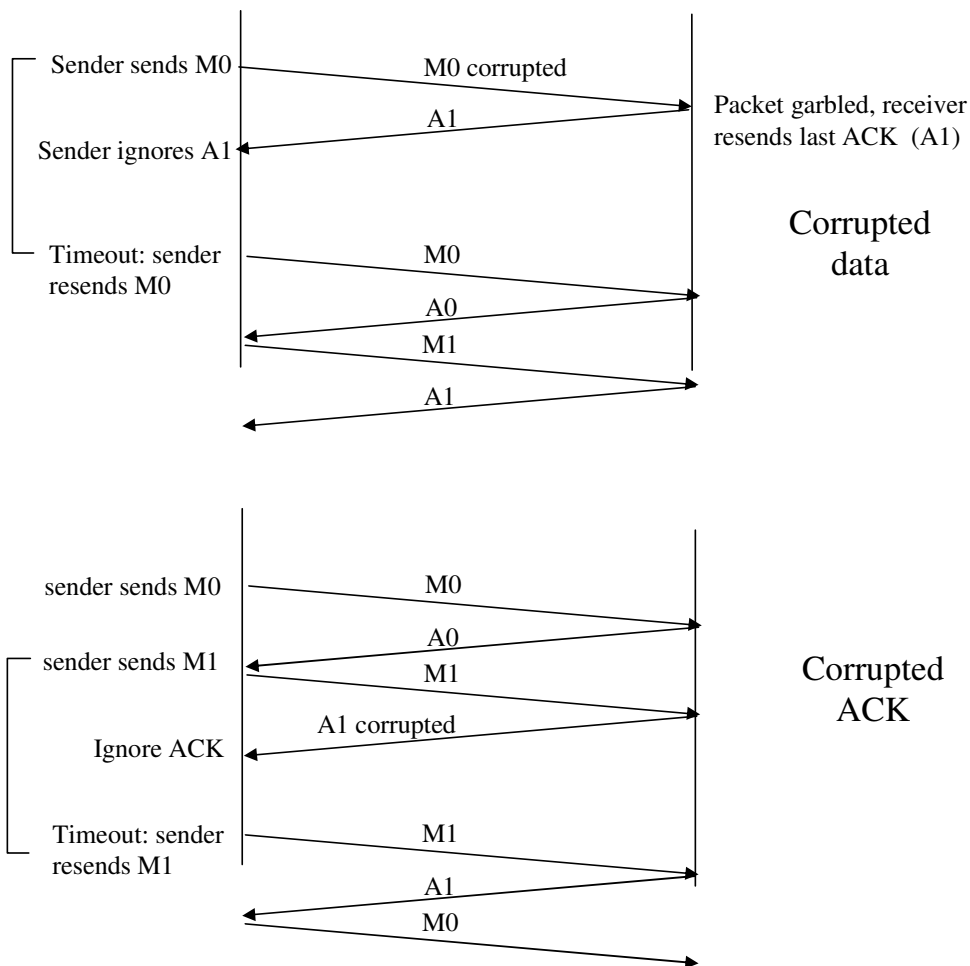 Sender sends M0
M0 corrupted
Packet garbled, receiver
resends last ACK (A1)
A1
Sender ignores A1
Corrupted
data
Timeout: sender
resends M0
M0
A0
M1
A1
sender sends M0
M0
A0
sender sends M1
M1
Corrupted
ACK
A1 corrupted
Ignore ACK
Timeout: sender
resends M1
M1
A1
M0